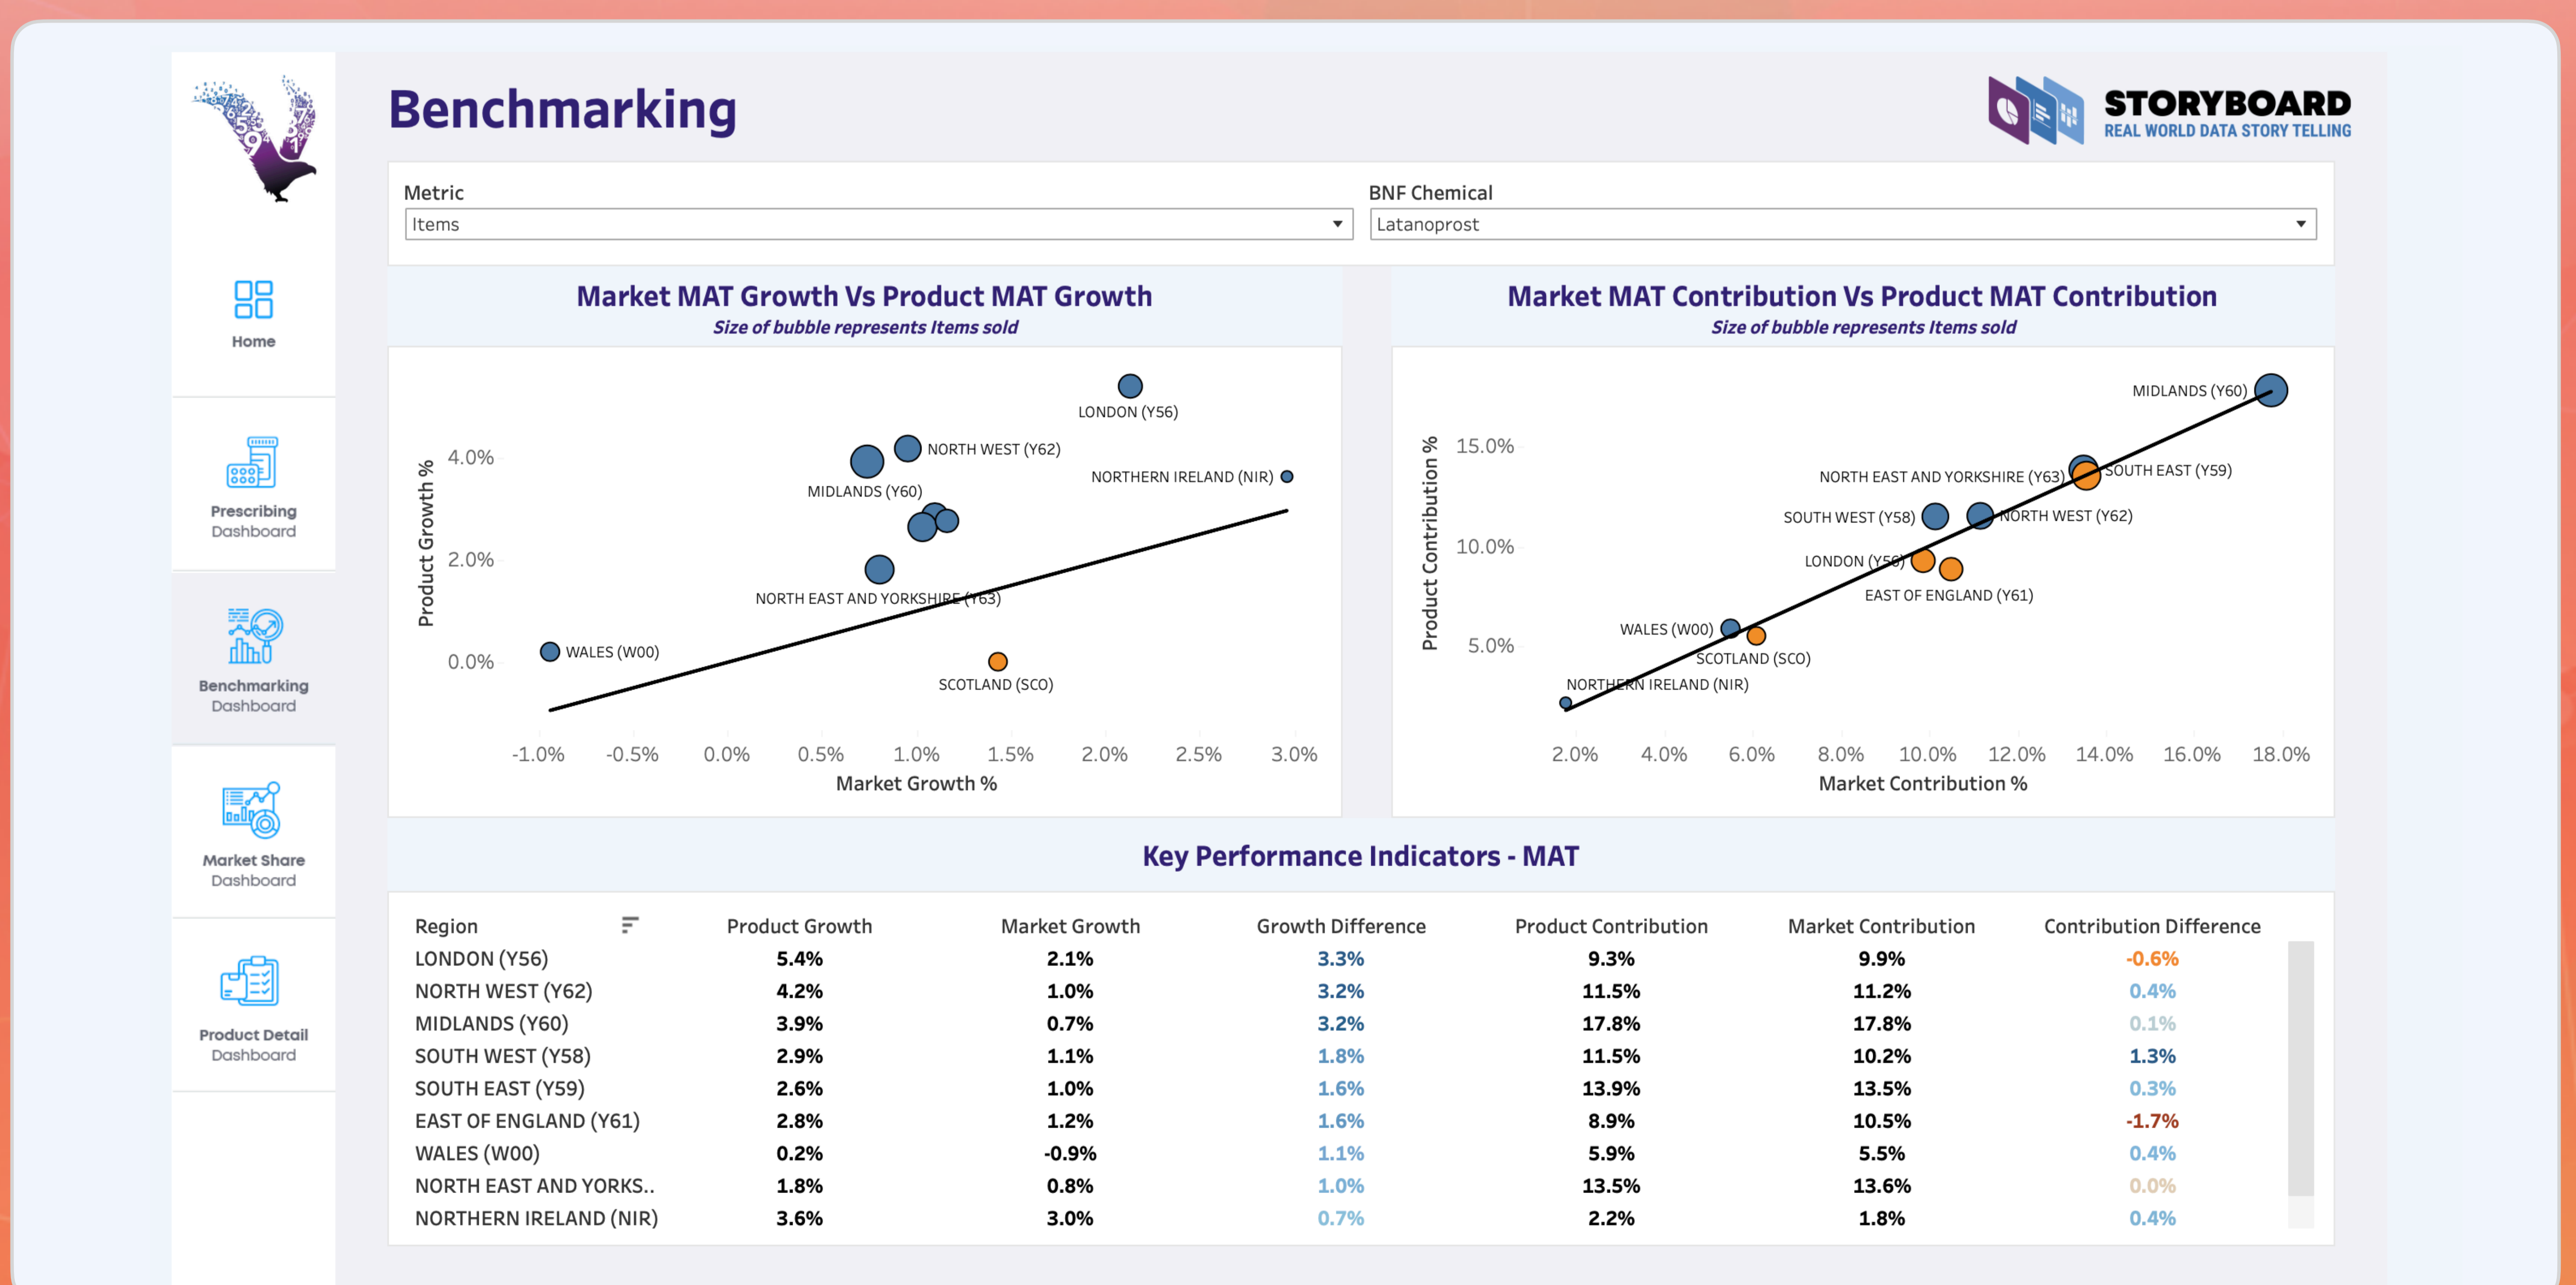 Benchmarking
STORYBOARD
REAL WORLD DATA STORY TELLING
Home
Prescribing
Dashboard
Benchmarking
Dashboard
Market Share
Dashboard
Product Detail
Dashboard
Metric
Items
BNF Chemical
Latanoprost
Market MAT Growth Vs Product MAT Growth
Size of bubble represents Items sold
Product Growth %
4.0%
2.0%
0.0%
LONDON (Y56)
NORTH WEST (Y62)
NORTHERN IRELAND (NIR)
MIDLANDS (Y60)
NORTH EAST AND YORKSHIRE (Y63)
WALES (W00)
SCOTLAND (SCO)
-1.0% -0.5% 0.0% 0.5% 1.0% 1.5% 2.0% 2.5% 3.0%
Market Growth %
Market MAT Contribution Vs Product MAT Contribution
Size of bubble represents Items sold
Product Contribution %
15.0%
10.0%
5.0%
MIDLANDS (Y60)
NORTH EAST AND YORKSHIRE (Y63)
SOUTH EAST (Y59)
SOUTH WEST (Y58)
NORTH WEST (Y62)
LONDON (Y56)
EAST OF ENGLAND (Y61)
WALES (W00)
SCOTLAND (SCO)
NORTHERN IRELAND (NIR)
2.0% 4.0% 6.0% 8.0% 10.0% 12.0% 14.0% 16.0% 18.0%
Market Contribution %
Key Performance Indicators - MAT
Region Product Growth Market Growth Growth Difference Product Contribution Market Contribution Contribution Difference
LONDON (Y56) 5.4% 2.1% 3.3% 9.3% 9.9% -0.6%
NORTH WEST (Y62) 4.2% 1.0% 3.2% 11.5% 11.2% 0.4%
MIDLANDS (Y60) 3.9% 0.7% 3.2% 17.8% 17.8% 0.1%
SOUTH WEST (Y58) 2.9% 1.1% 1.8% 11.5% 10.2% 1.3%
SOUTH EAST (Y59) 2.6% 1.0% 1.6% 13.9% 13.5% 0.3%
EAST OF ENGLAND (Y61) 2.8% 1.2% 1.6% 8.9% 10.5% -1.7%
WALES (W00) 0.2% -0.9% 1.1% 5.9% 5.5% 0.4%
NORTH EAST AND YORKS.. 1.8% 0.8% 1.0% 13.5% 13.6% 0.0%
NORTHERN IRELAND (NIR) 3.6% 3.0% 0.7% 2.2% 1.8% 0.4%